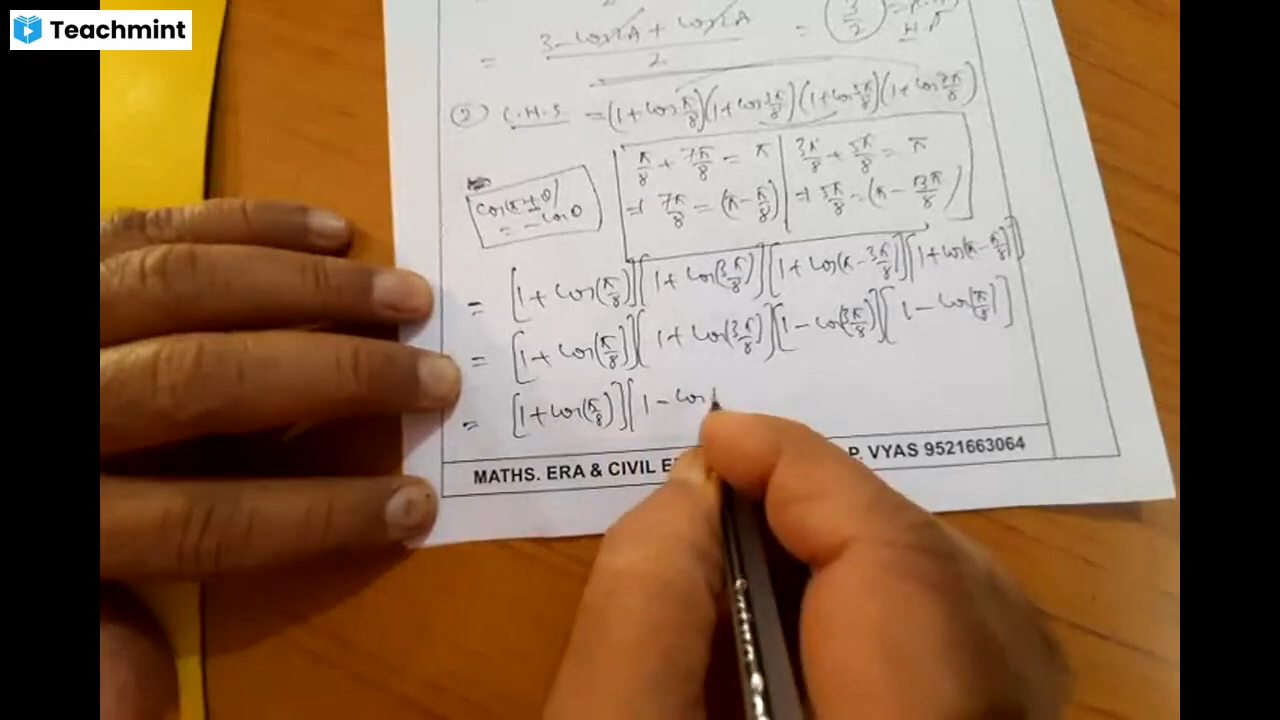 Teachmint
= 3 - cos2A + cos2A / 2 = 3/2 =
H.S
② L.H.S = (1+cos π/8)(1+cos 3π/8)(1+cos 5π/8)(1+cos 7π/8)
π/8 + 7π/8 = π | 3π/8 + 5π/8 = π
cos(π±θ) = -cosθ
⇒ 7π/8 = (π - π/8) | ⇒ 5π/8 = (π - 3π/8)
= [1+cos(π/8)][1+cos(3π/8)][1+cos(π-3π/8)][1+cos(π-π/8)]
= [1+cos(π/8)][1+cos(3π/8)][1-cos(3π/8)][1-cos(π/8)]
= [1+cos(π/8)][1-cos
MATHS. ERA & CIVIL E P. VYAS 9521663064